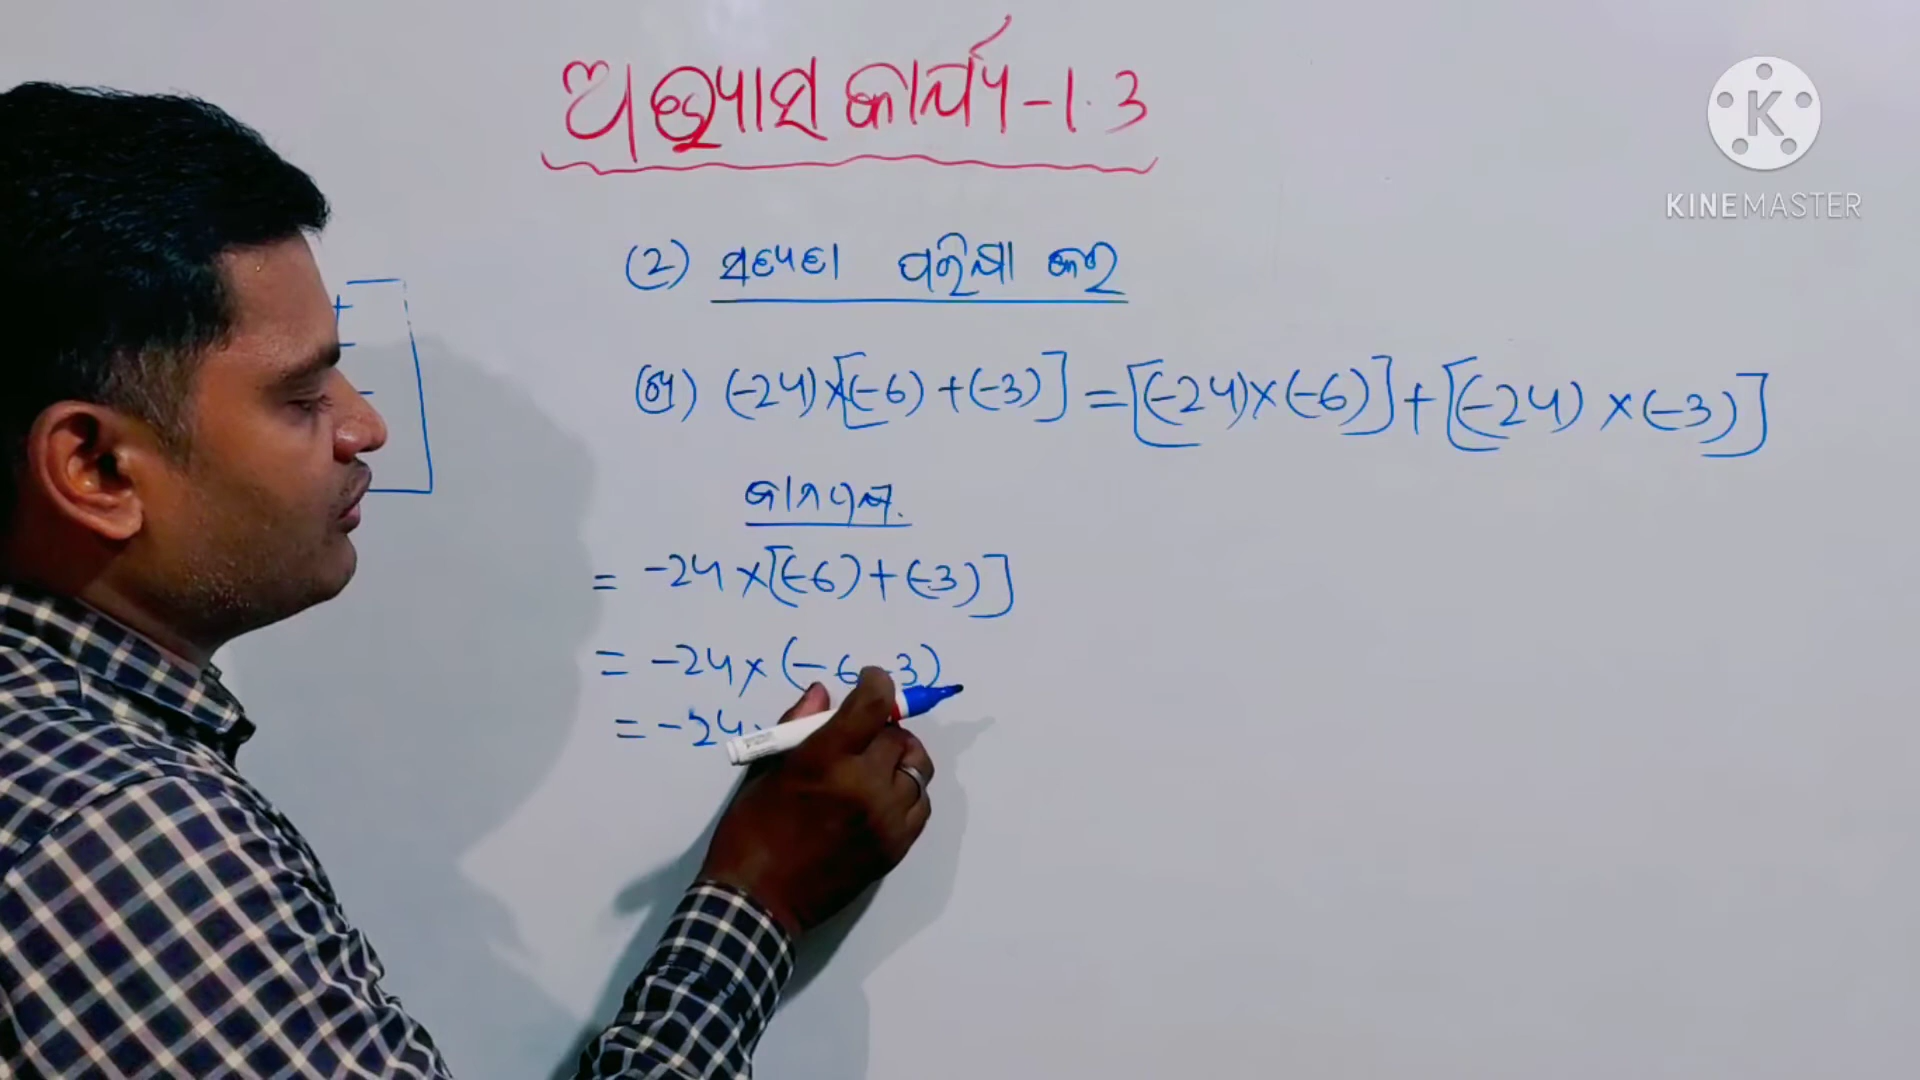 ଅଭ୍ୟାସ କାର୍ଯ୍ୟ-1.3
KINEMASTER
(2) ସତ୍ୟତା ପରିକ୍ଷା କର
(-24)×[(-6)+(-3)]=[(-24)×(-6)]+[(-24)×(-3)]
ବାମପକ୍ଷ.
= -24×[(-6)+(-3)]
= -24×(-6-3)
= -24